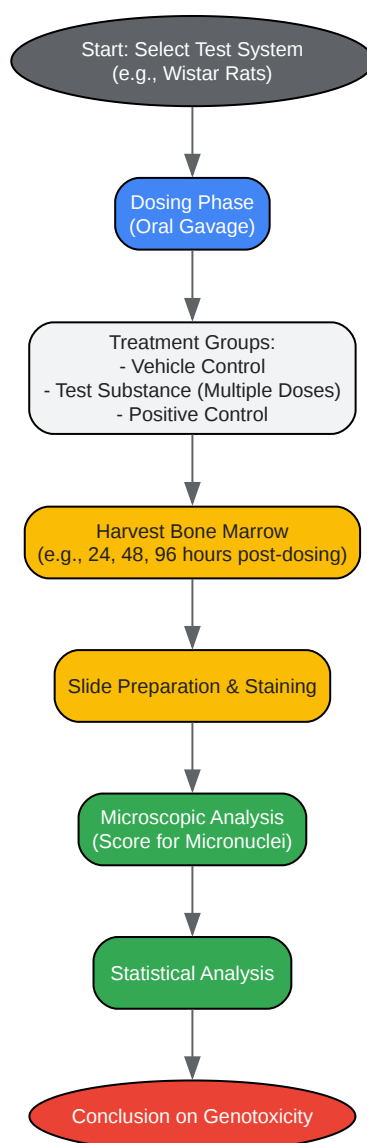 Start: Select Test System
(e.g., Wistar Rats)
Dosing Phase
(Oral Gavage)
Treatment Groups:
- Vehicle Control
- Test Substance (Multiple Doses)
- Positive Control
Harvest Bone Marrow
(e.g., 24, 48, 96 hours post-dosing)
Slide Preparation & Staining
Microscopic Analysis
(Score for Micronuclei)
Statistical Analysis
Conclusion on Genotoxicity